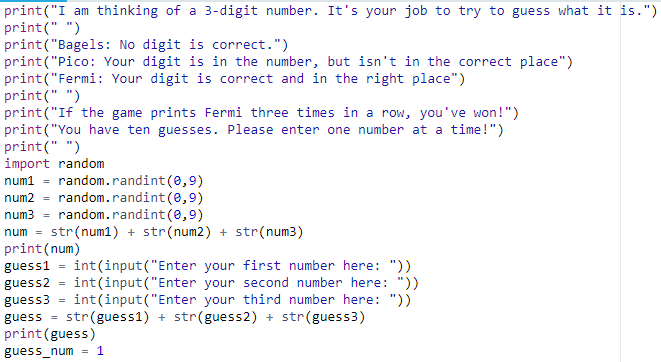 print("I am thinking of a 3-digit number. It's your job to try to guess what it is.")
print(" ")
print("Bagels: No digit is correct.")
print("Pico: Your digit is in the number, but isn't in the correct place")
print("Fermi: Your digit is correct and in the right place")
print(" ")
print("If the game prints Fermi three times in a row, you've won!")
print("You have ten guesses. Please enter one number at a time!")
print(" ")
import random
num1 = random.randint(0,9)
num2 = random.randint(0,9)
num3 = random.randint(0,9)
num = str(num1) + str(num2) + str(num3)
print(num)
guess1 = int(input("Enter your first number here: "))
guess2 = int(input("Enter your second number here: "))
guess3 = int(input("Enter your third number here: "))
guess = str(guess1) + str(guess2) + str(guess3)
print(guess)
guess_num = 1